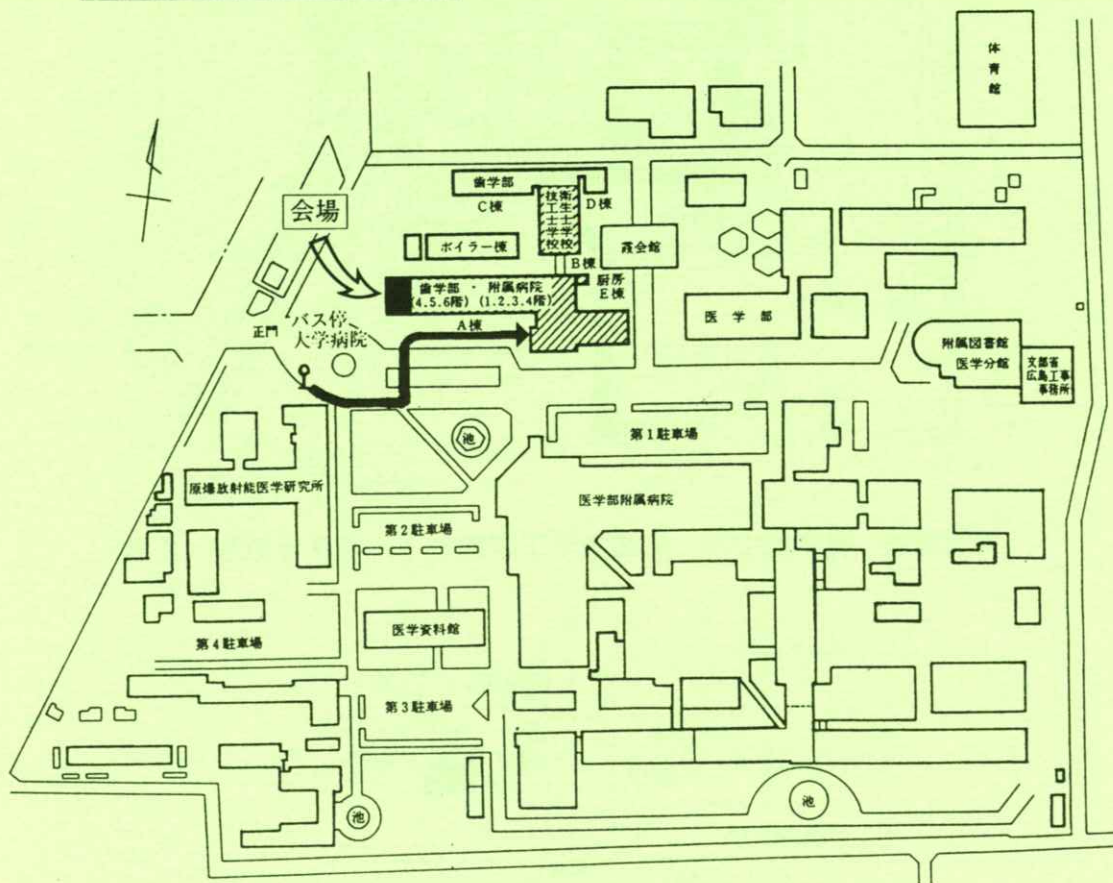 体育館
歯学部
C棟
D棟
技工士学校
衛生士学校
会場
ボイラー棟
B棟
霞会館
厨房
E棟
歯学部・附属病院
(4.5.6階) (1.2.3.4階)
A棟
医学部
正門
バス停、
大学病院
附属図書館
医学分館
文部省
広島工事
事務所
第1駐車場
池
原爆放射能医学研究所
医学部附属病院
第2駐車場
医学資料館
第4駐車場
第3駐車場
池
池